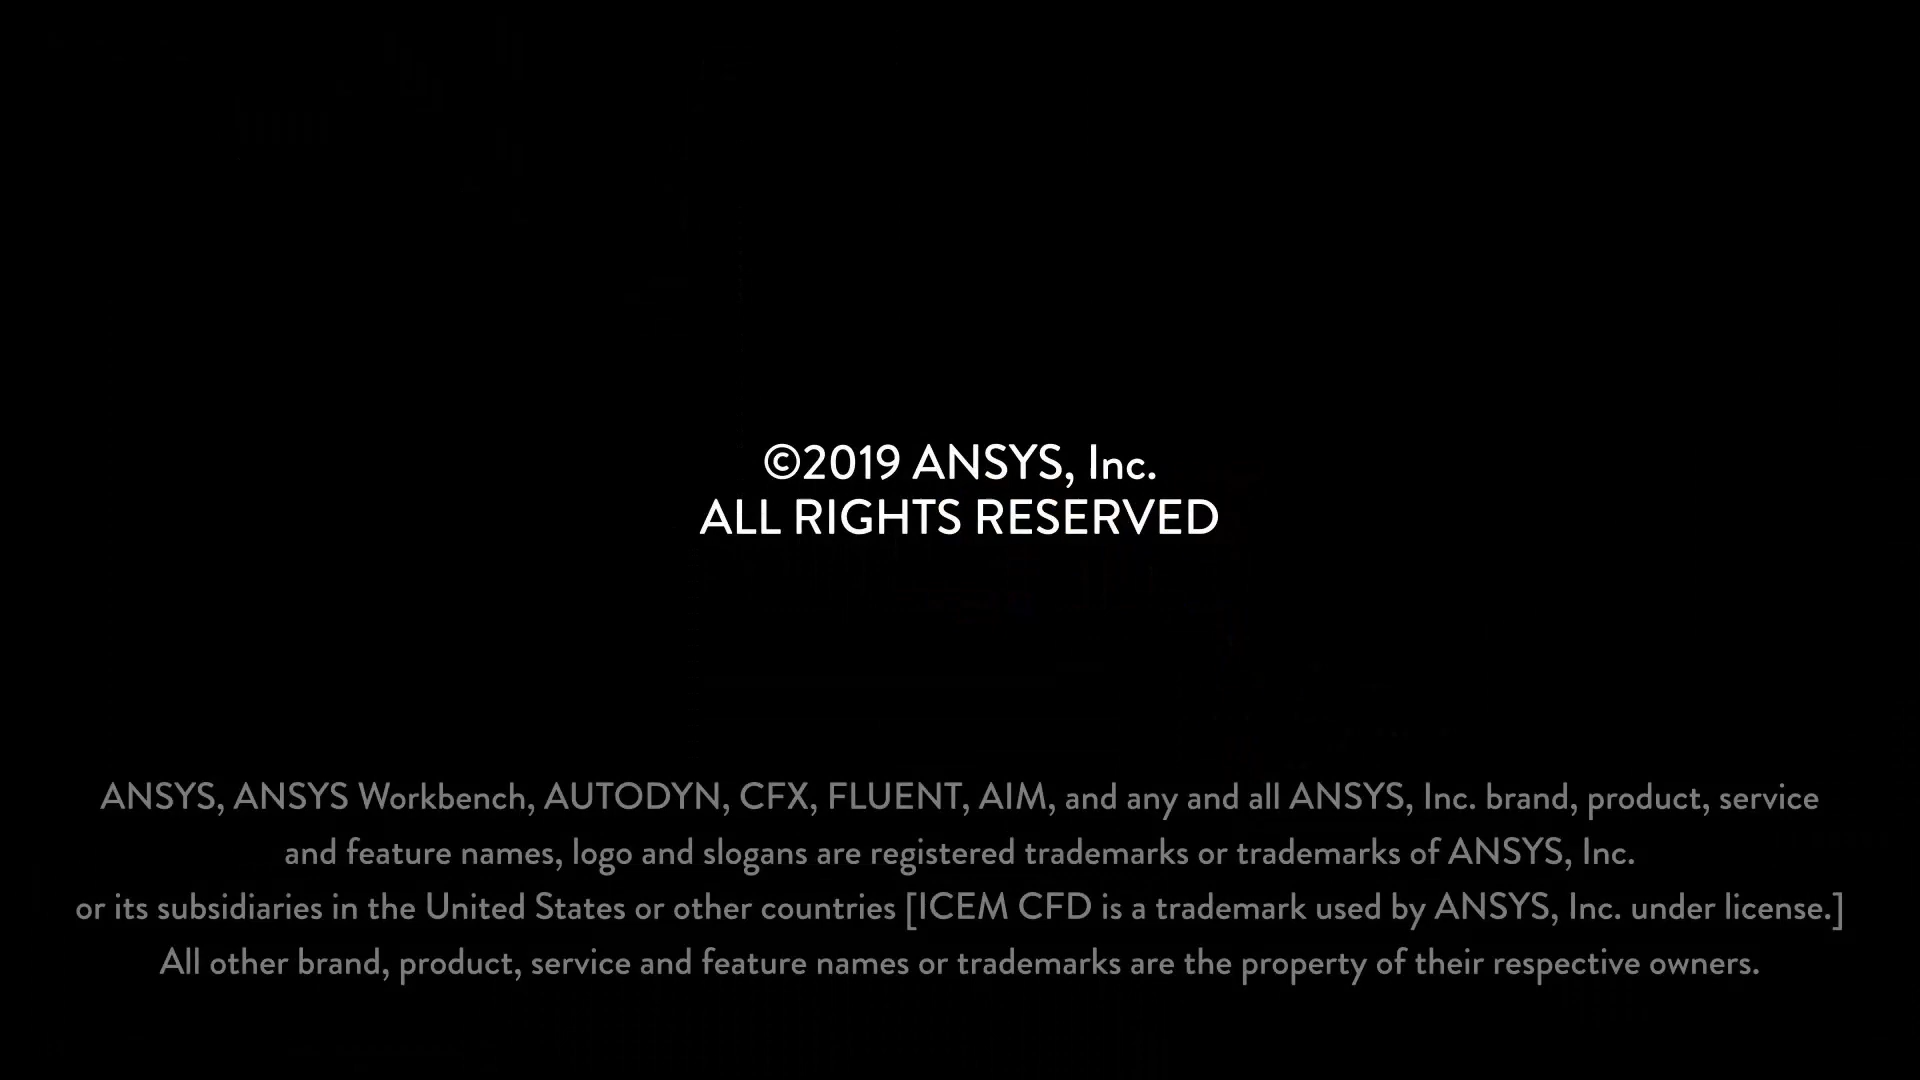 ©2019 ANSYS, Inc.
ALL RIGHTS RESERVED
ANSYS, ANSYS Workbench, AUTODYN, CFX, FLUENT, AIM, and any and all ANSYS, Inc. brand, product, service
and feature names, logo and slogans are registered trademarks or trademarks of ANSYS, Inc.
or its subsidiaries in the United States or other countries [ICEM CFD is a trademark used by ANSYS, Inc. under license.]
All other brand, product, service and feature names or trademarks are the property of their respective owners.